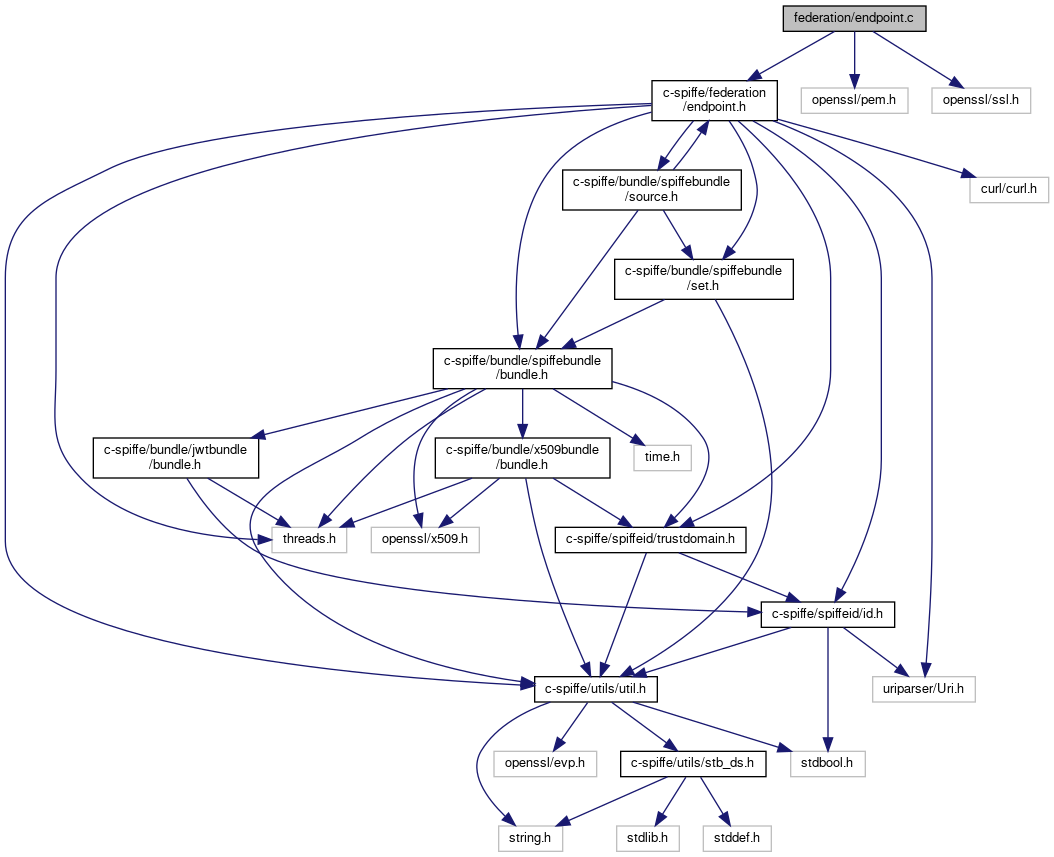 federation/endpoint.c
c-spiffe/federation
/endpoint.h
openssl/pem.h
openssl/ssl.h
c-spiffe/bundle/spiffebundle
/source.h
curl/curl.h
c-spiffe/bundle/spiffebundle
/set.h
c-spiffe/bundle/spiffebundle
/bundle.h
c-spiffe/bundle/jwtbundle
/bundle.h
c-spiffe/bundle/x509bundle
/bundle.h
time.h
threads.h
openssl/x509.h
c-spiffe/spiffeid/trustdomain.h
c-spiffe/spiffeid/id.h
c-spiffe/utils/util.h
uriparser/Uri.h
openssl/evp.h
c-spiffe/utils/stb_ds.h
stdbool.h
string.h
stdlib.h
stddef.h